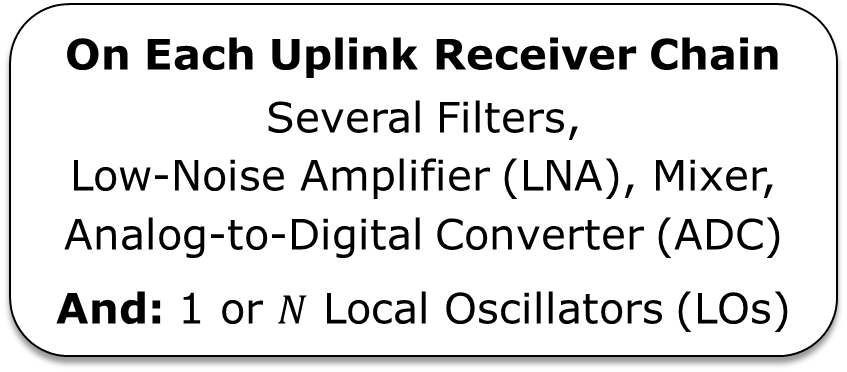 On Each Uplink Receiver Chain
Several Filters,
Low-Noise Amplifier (LNA), Mixer,
Analog-to-Digital Converter (ADC)
And: 1 or N Local Oscillators (LOs)